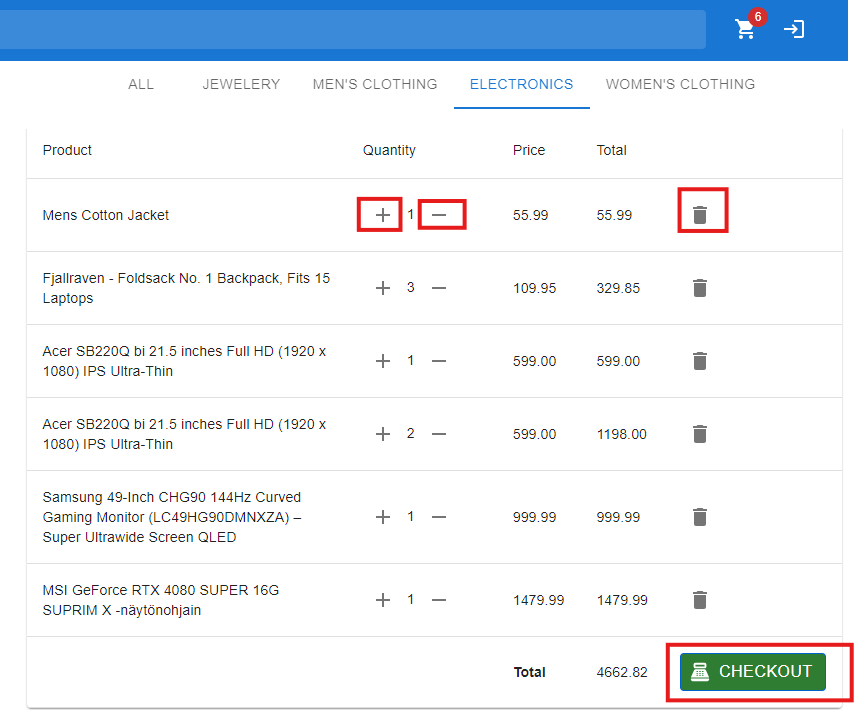 6
ALL JEWELERY MEN'S CLOTHING ELECTRONICS WOMEN'S CLOTHING
Product Quantity Price Total
Mens Cotton Jacket 1 55.99 55.99
Fjallraven - Foldsack No. 1 Backpack, Fits 15
Laptops
3 109.95 329.85
Acer SB220Q bi 21.5 inches Full HD (1920 x
1080) IPS Ultra-Thin
1 599.00 599.00
Acer SB220Q bi 21.5 inches Full HD (1920 x
1080) IPS Ultra-Thin
2 599.00 1198.00
Samsung 49-Inch CHG90 144Hz Curved
Gaming Monitor (LC49HG90DMNXZA) –
Super Ultrawide Screen QLED
1 999.99 999.99
MSI GeForce RTX 4080 SUPER 16G
SUPRIM X -näytönohjain
1 1479.99 1479.99
Total 4662.82 CHECKOUT